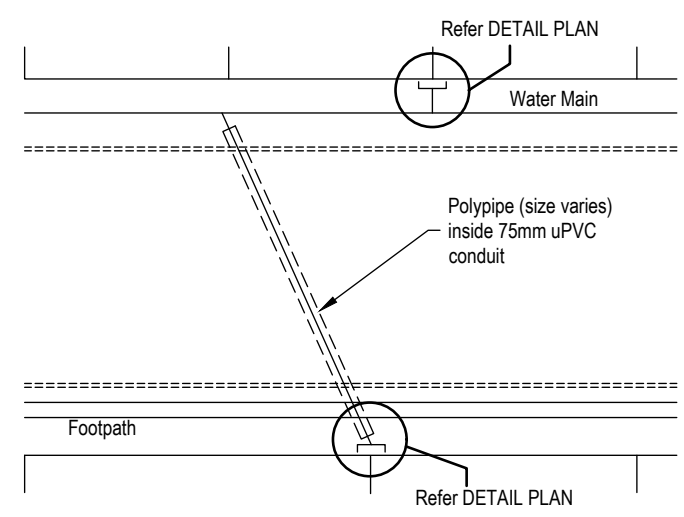 Refer DETAIL PLAN
Water Main
Polypipe (size varies)
inside 75mm uPVC
conduit
Footpath
Refer DETAIL PLAN